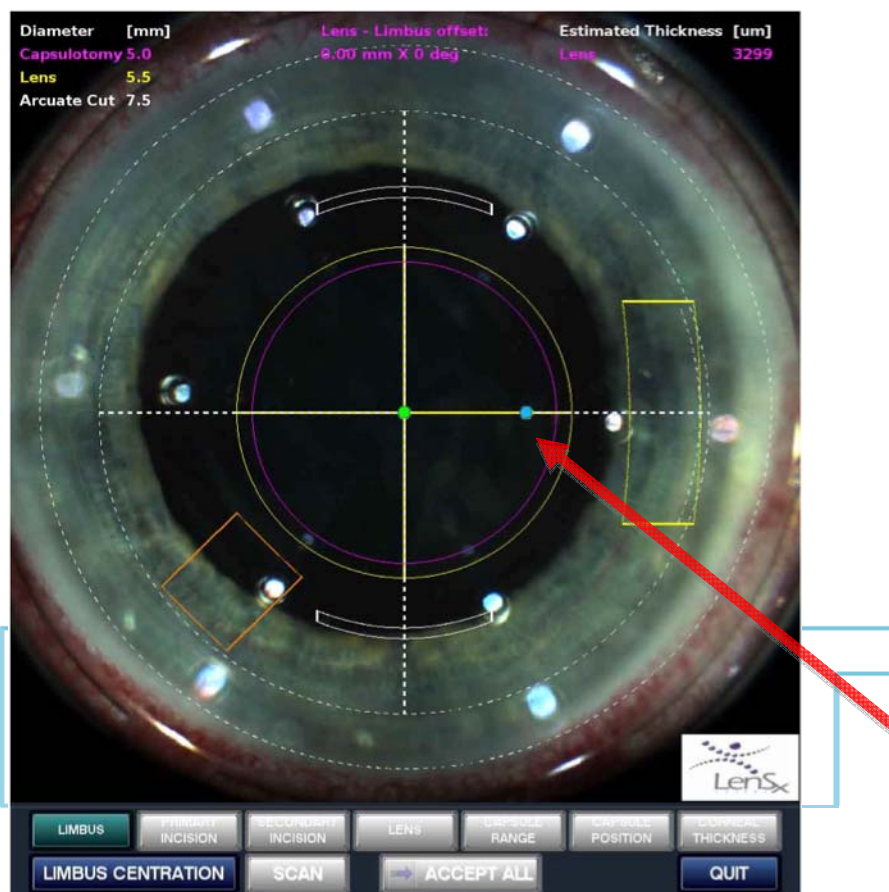 Diameter [mm]
Capsulotomy 5.0
Lens 5.5
Arcuate Cut 7.5
Lens - Limbus offset:
0.00 mm X 0 deg
Estimated Thickness [um]
Lens 3299
LenSx
LIMBUS
PRIMARY INCISION
SECONDARY INCISION
LENS
CAPSULE RANGE
CAPSULE POSITION
CORNEAL THICKNESS
LIMBUS CENTRATION
SCAN
ACCEPT ALL
QUIT